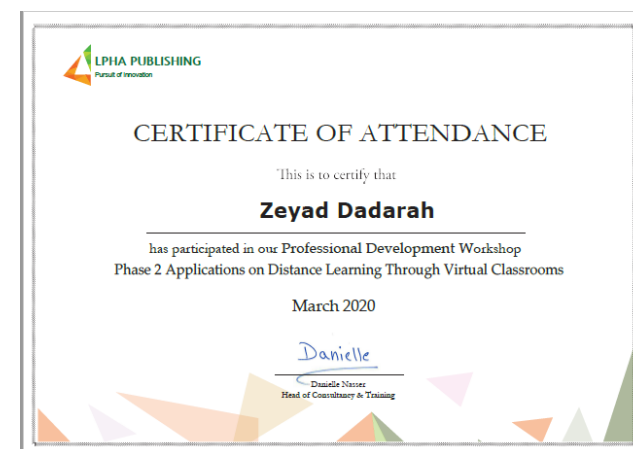 LPHA PUBLISHING
Pursuit of Innovation
CERTIFICATE OF ATTENDANCE
This is to certify that
Zeyad Dadarah
has participated in our Professional Development Workshop
Phase 2 Applications on Distance Learning Through Virtual Classrooms
March 2020
Danielle
Danielle Nasser
Head of Consultancy & Training